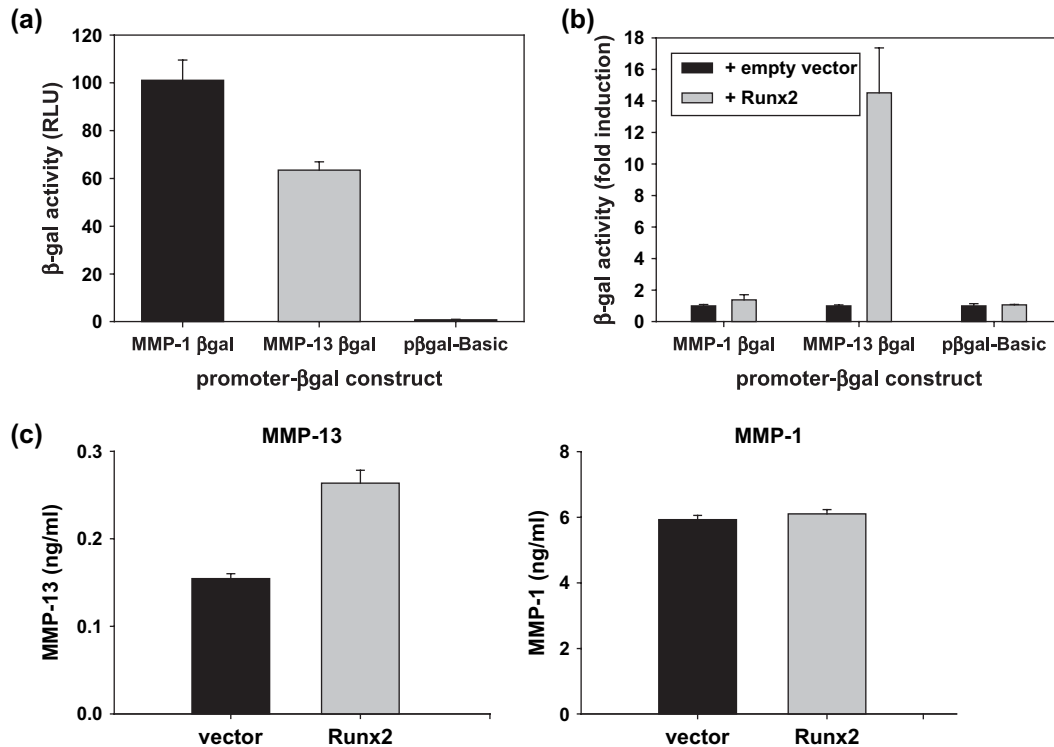 (a)
β-gal activity (RLU)
120
100
80
60
40
20
0
MMP-1 βgal
MMP-13 βgal
pβgal-Basic
promoter-βgal construct
(b)
β-gal activity (fold induction)
18
16
14
12
10
8
6
4
2
0
+ empty vector
+ Runx2
MMP-1 βgal
MMP-13 βgal
pβgal-Basic
promoter-βgal construct
(c)
MMP-13
MMP-13 (ng/ml)
0.3
0.2
0.1
0.0
vector
Runx2
MMP-1
MMP-1 (ng/ml)
8
6
4
2
0
vector
Runx2